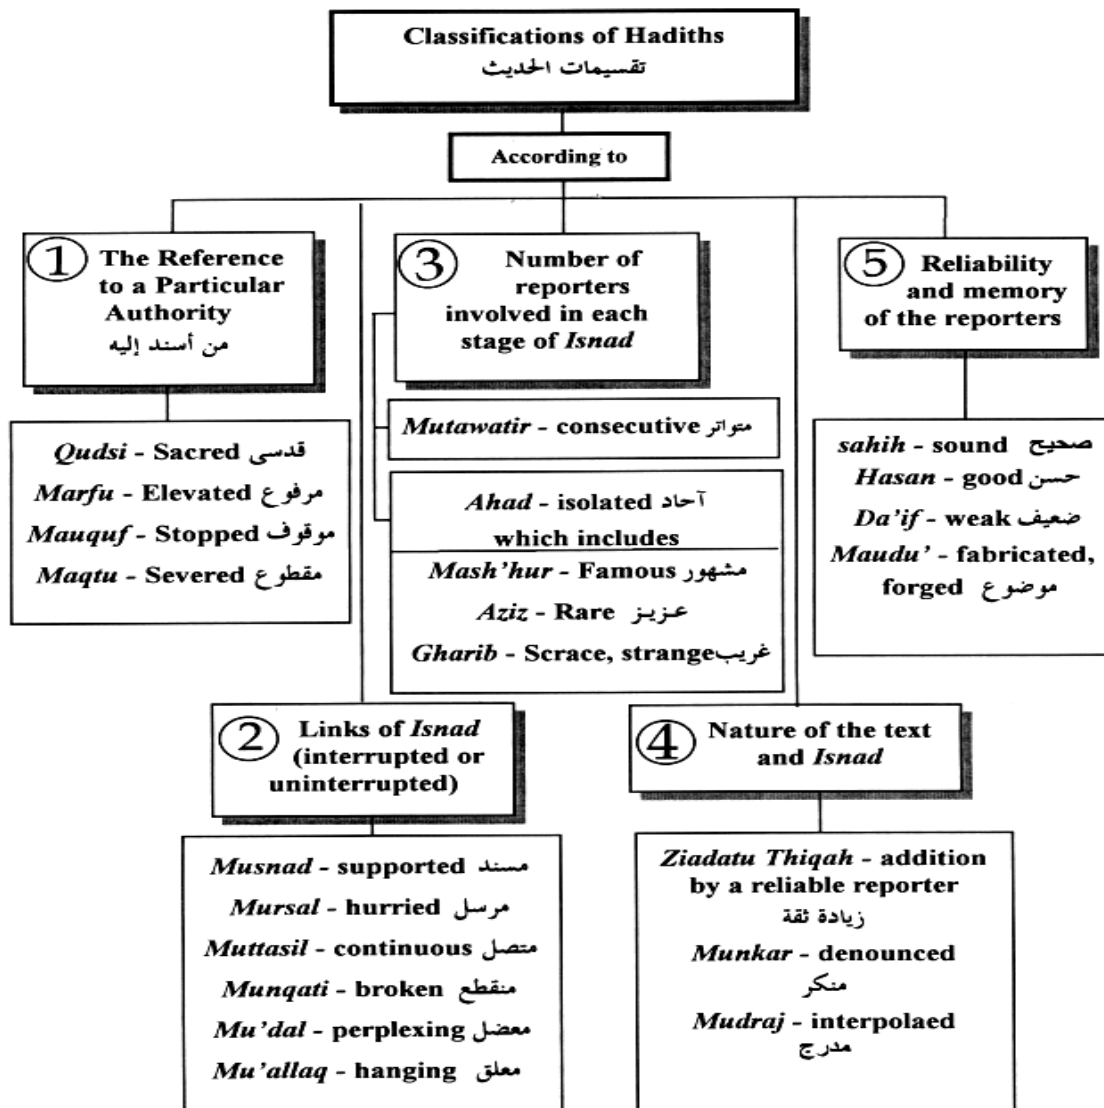 Classifications of Hadiths
تقسيمات الحديث
According to
1 The Reference
to a Particular
Authority
من أسند إليه
Qudsi - Sacred قدسى
Marfu - Elevated مرفوع
Mauquf - Stopped موقوف
Maqtu - Severed مقطوع
2 Links of Isnad
(interrupted or
uninterrupted)
Musnad - supported مسند
Mursal - hurried مرسل
Muttasil - continuous متصل
Munqati - broken منقطع
Mu’dal - perplexing معضل
Mu’allaq - hanging معلق
3 Number of
reporters
involved in each
stage of Isnad
Mutawatir - consecutive متواتر
Ahad - isolated آحاد
which includes
Mash’hur - Famous مشهور
Aziz - Rare عزيز
Gharib - Scrace, strange غريب
4 Nature of the text
and Isnad
Ziadatu Thiqah - addition
by a reliable reporter
زيادة ثقة
Munkar - denounced
منكر
Mudraj - interpolaed
مدرج
5 Reliability
and memory
of the reporters
sahih - sound صحيح
Hasan - good حسن
Da’if - weak ضعيف
Maudu’ - fabricated,
forged موضوع